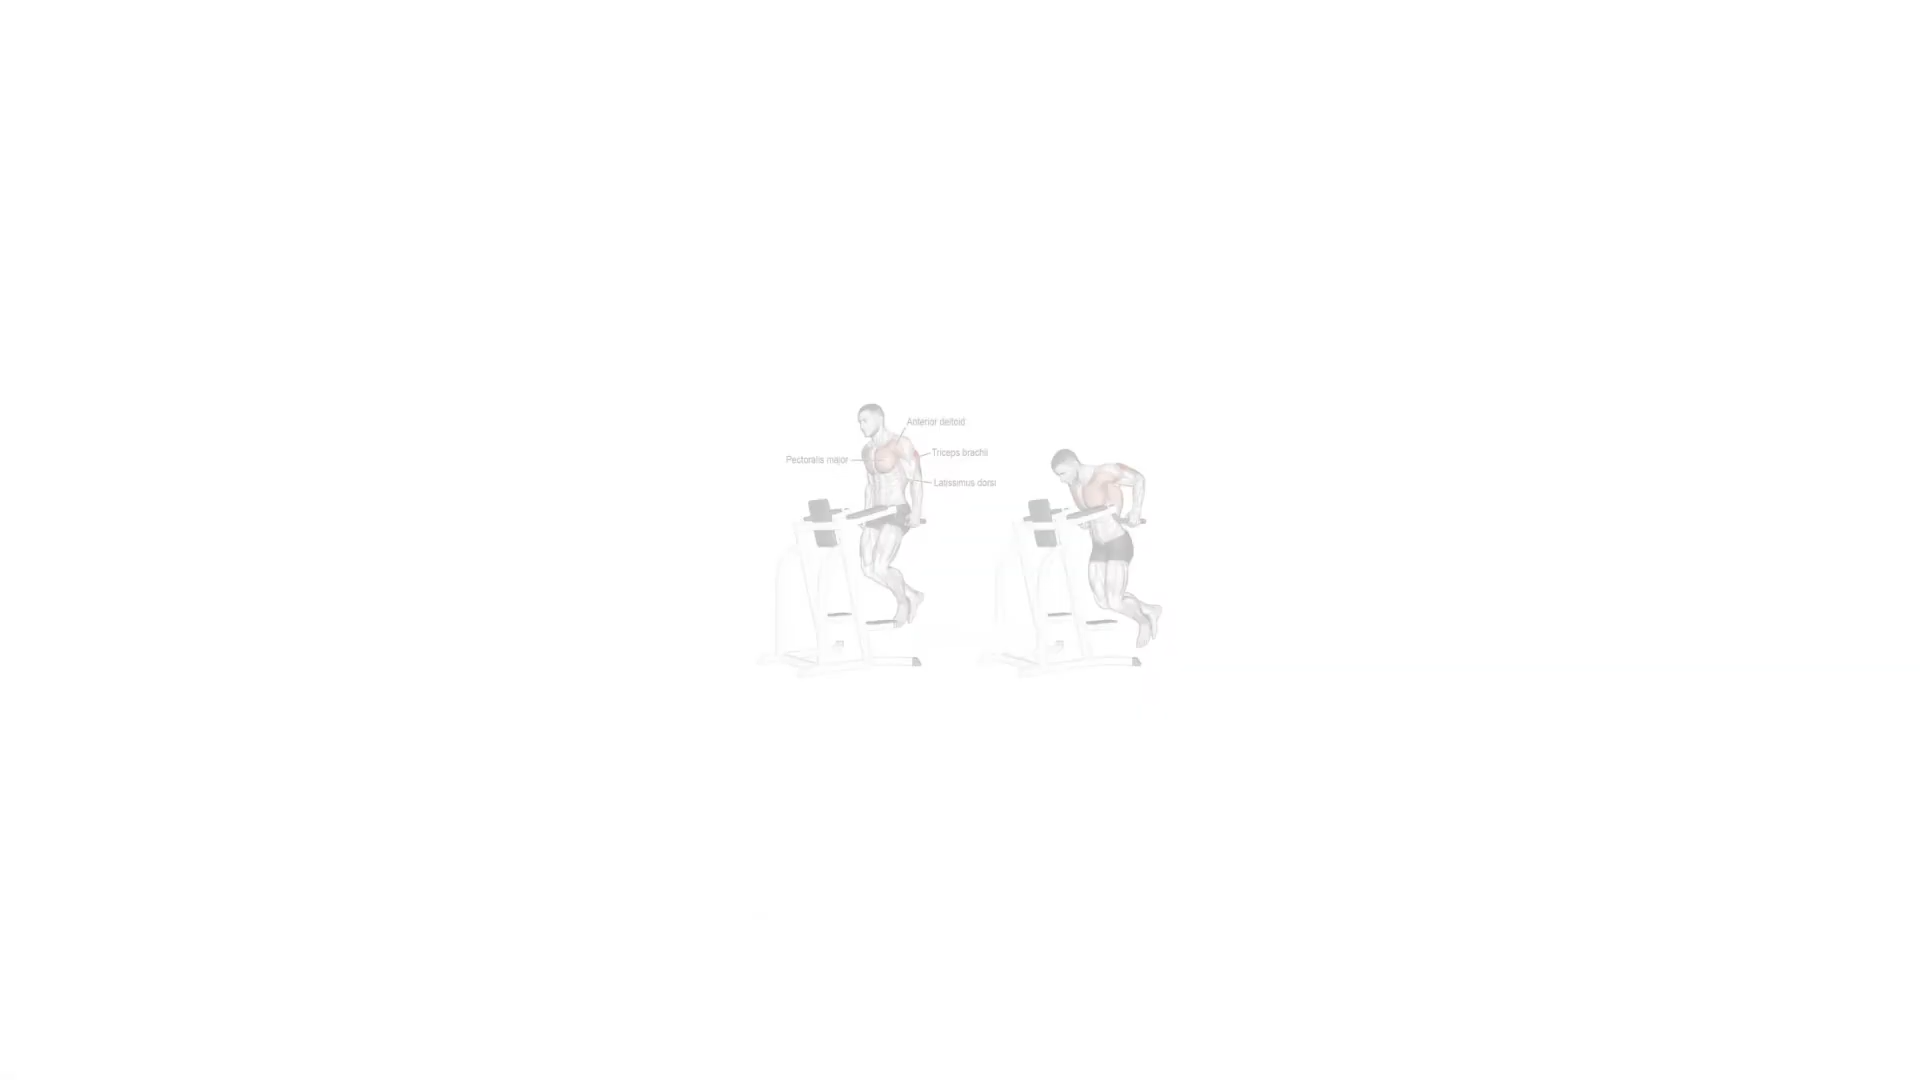 Anterior deltoid
Pectoralis major
Triceps brachii
Latissimus dorsi